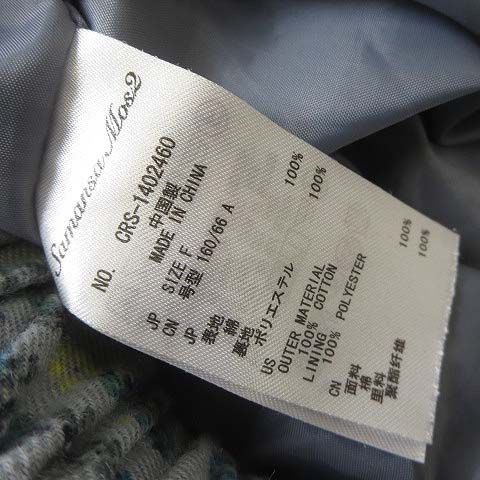 Samansa Mos2
NO. CRS-1402460
中国製
MADE IN CHINA
JP SIZE F
CN 号型 160/66 A
JP 表地
綿 100%
裏地
ポリエステル 100%
US OUTER MATERIAL
100% COTTON
LINING
100% POLYESTER
CN 面料
棉 100%
里料
聚酯纤维 100%